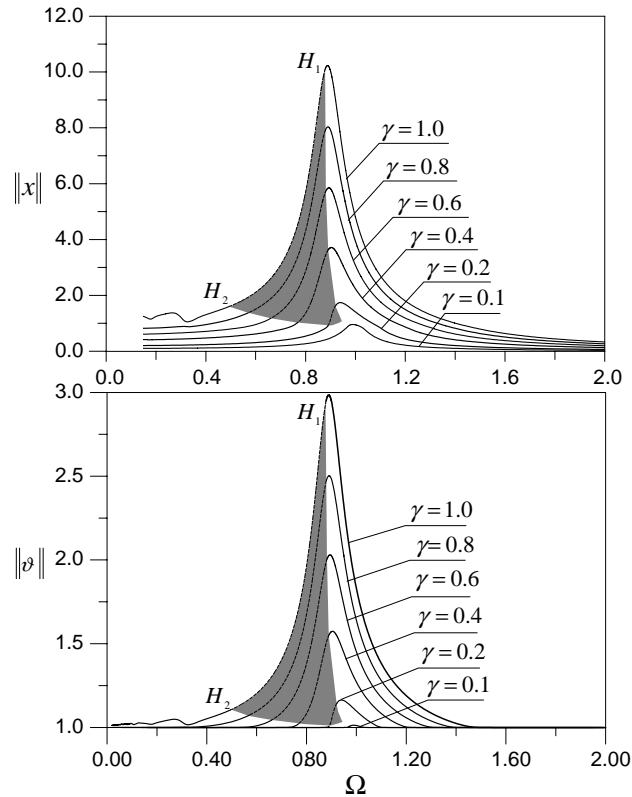 12.0
10.0
8.0
6.0
4.0
2.0
0.0
‖x‖
H₁
H₂
γ = 1.0
γ = 0.8
γ = 0.6
γ = 0.4
γ = 0.2
γ = 0.1
0.0 0.4 0.8 1.2 1.6 2.0
3.0
2.5
2.0
1.5
1.0
‖ϑ‖
H₁
H₂
γ = 1.0
γ= 0.8
γ = 0.6
γ = 0.4
γ = 0.2
γ = 0.1
0.00 0.40 0.80 1.20 1.60 2.00
Ω